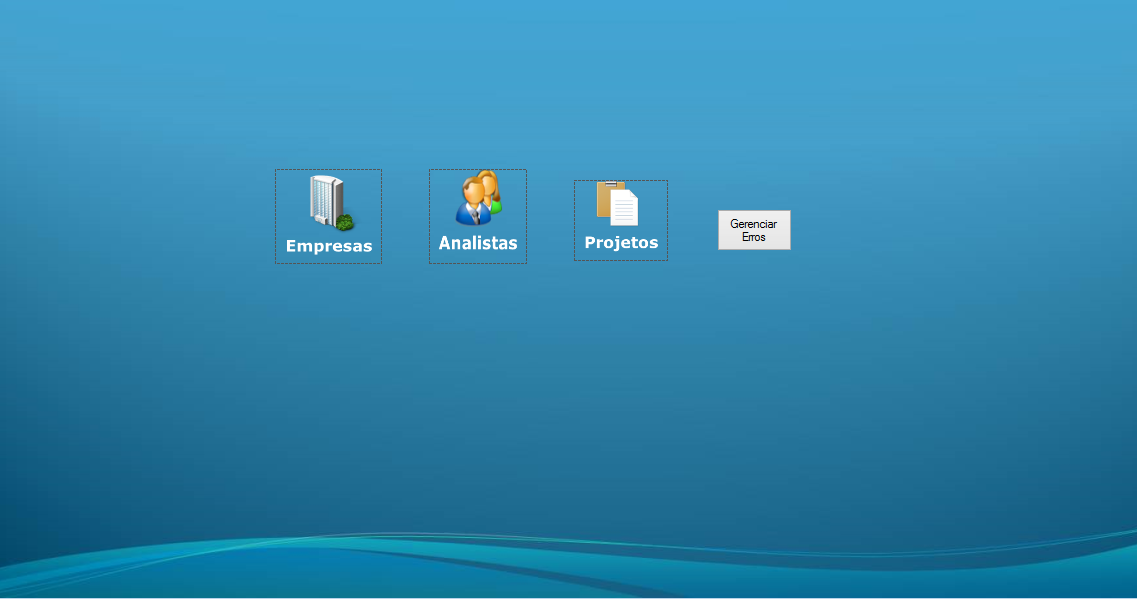 Empresas
Analistas
Projetos
Gerenciar
Erros